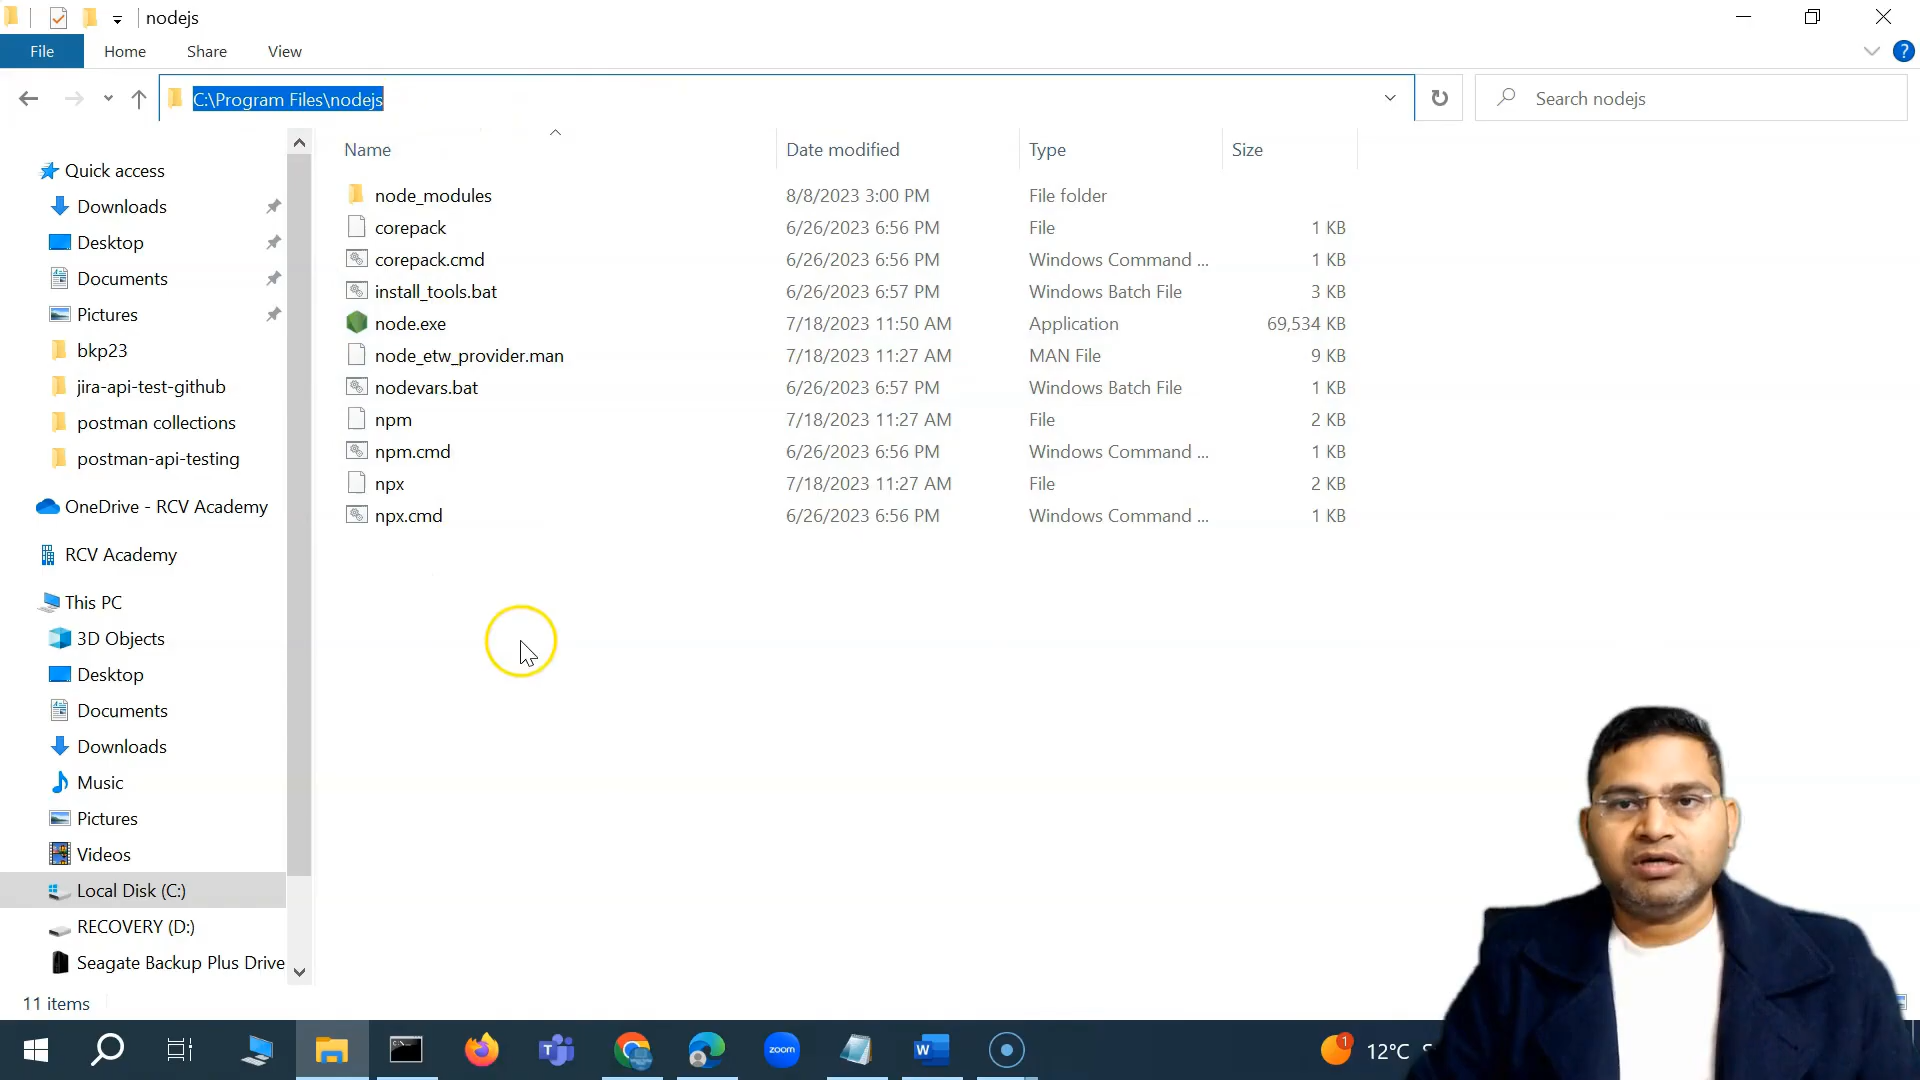 nodejs
File Home Share View
C:\Program Files\nodejs
Search nodejs
Name Date modified Type Size
node_modules 8/8/2023 3:00 PM File folder
corepack 6/26/2023 6:56 PM File 1 KB
corepack.cmd 6/26/2023 6:56 PM Windows Command ... 1 KB
install_tools.bat 6/26/2023 6:57 PM Windows Batch File 3 KB
node.exe 7/18/2023 11:50 AM Application 69,534 KB
node_etw_provider.man 7/18/2023 11:27 AM MAN File 9 KB
nodevars.bat 6/26/2023 6:57 PM Windows Batch File 1 KB
npm 7/18/2023 11:27 AM File 2 KB
npm.cmd 6/26/2023 6:56 PM Windows Command ... 1 KB
npx 7/18/2023 11:27 AM File 2 KB
npx.cmd 6/26/2023 6:56 PM Windows Command ... 1 KB
Quick access
Downloads
Desktop
Documents
Pictures
bkp23
jira-api-test-github
postman collections
postman-api-testing
OneDrive - RCV Academy
RCV Academy
This PC
3D Objects
Desktop
Documents
Downloads
Music
Pictures
Videos
Local Disk (C:)
RECOVERY (D:)
Seagate Backup Plus Drive
11 items
zoom
1
12°C